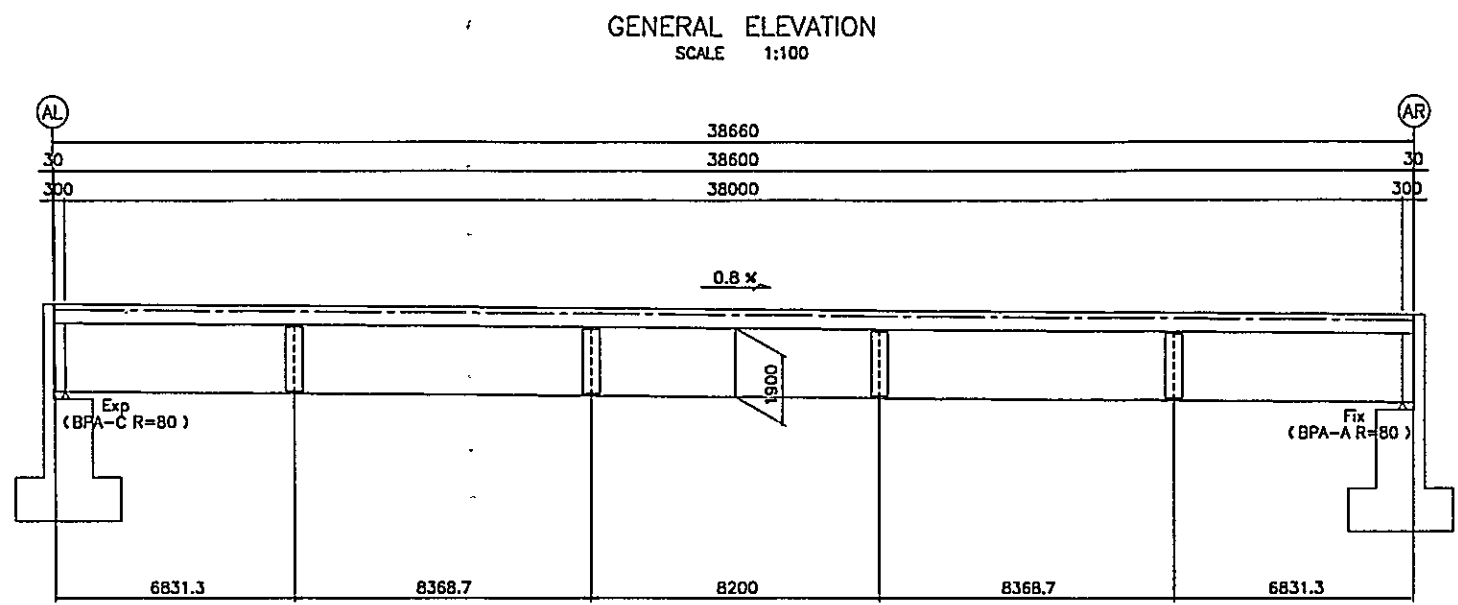 GENERAL ELEVATION
SCALE 1:100
AL AR
38660
30 38600 30
300 38000 300
0.8 %
1900
Exp
(BPA-C R=80)
Fix
(BPA-A R=80)
6831.3 8368.7 8200 8368.7 6831.3